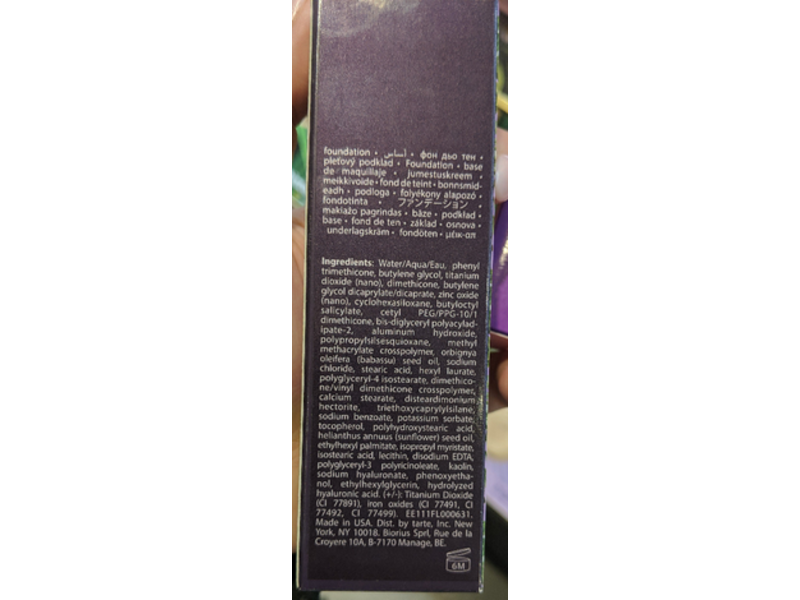 foundation • أساس • фон дьо тен •
pleťový podklad • Foundation • base
de maquillaje • jumestuskreem •
meikkivoide • fond de teint • bonnsmid-
eadh • podloga • folyékony alapozó •
fondotinta • ファンデーション •
makiažo pagrindas • bāze • podkład •
base • fond de ten • základ • osnova •
underlagskräm • fondöten • μέικ-απ
Ingredients: Water/Aqua/Eau, phenyl
trimethicone, butylene glycol, titanium
dioxide (nano), dimethicone, butylene
glycol dicaprylate/dicaprate, zinc oxide
(nano), cyclohexasiloxane, butyloctyl
salicylate, cetyl PEG/PPG-10/1
dimethicone, bis-diglyceryl polyacylad-
ipate-2, aluminum hydroxide,
polypropylsilsesquioxane, methyl
methacrylate crosspolymer, orbignya
oleifera (babassu) seed oil, sodium
chloride, stearic acid, hexyl laurate,
polyglyceryl-4 isostearate, dimethico-
ne/vinyl dimethicone crosspolymer,
calcium stearate, disteardimonium
hectorite, triethoxycaprylylsilane,
sodium benzoate, potassium sorbate,
tocopherol, polyhydroxystearic acid,
helianthus annuus (sunflower) seed oil,
ethylhexyl palmitate, isopropyl myristate,
isostearic acid, lecithin, disodium EDTA,
polyglyceryl-3 polyricinoleate, kaolin,
sodium hyaluronate, phenoxyetha-
nol, ethylhexylglycerin, hydrolyzed
hyaluronic acid. (+/-): Titanium Dioxide
(CI 77891), iron oxides (CI 77491, CI
77492, CI 77499). EE111FL000631.
Made in USA. Dist. by tarte, Inc. New
York, NY 10018. Biorius Sprl, Rue de la
Croyere 10A, B-7170 Manage, BE.
6M